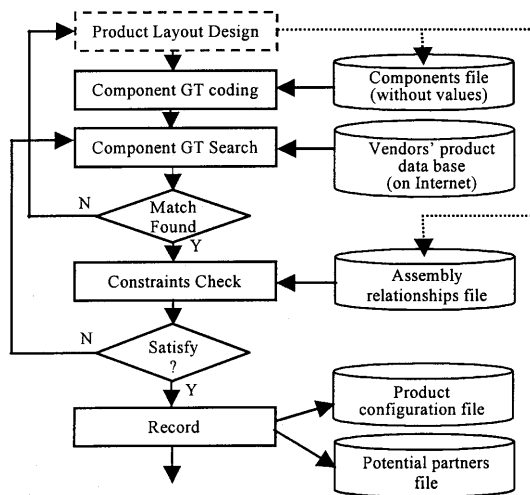 Product Layout Design
Component GT coding
Components file
(without values)
Component GT Search
Vendors' product
data base
(on Internet)
N
Match
Found
Y
Constraints Check
Assembly
relationships file
N
Satisfy
?
Y
Product
configuration file
Record
Potential partners
file